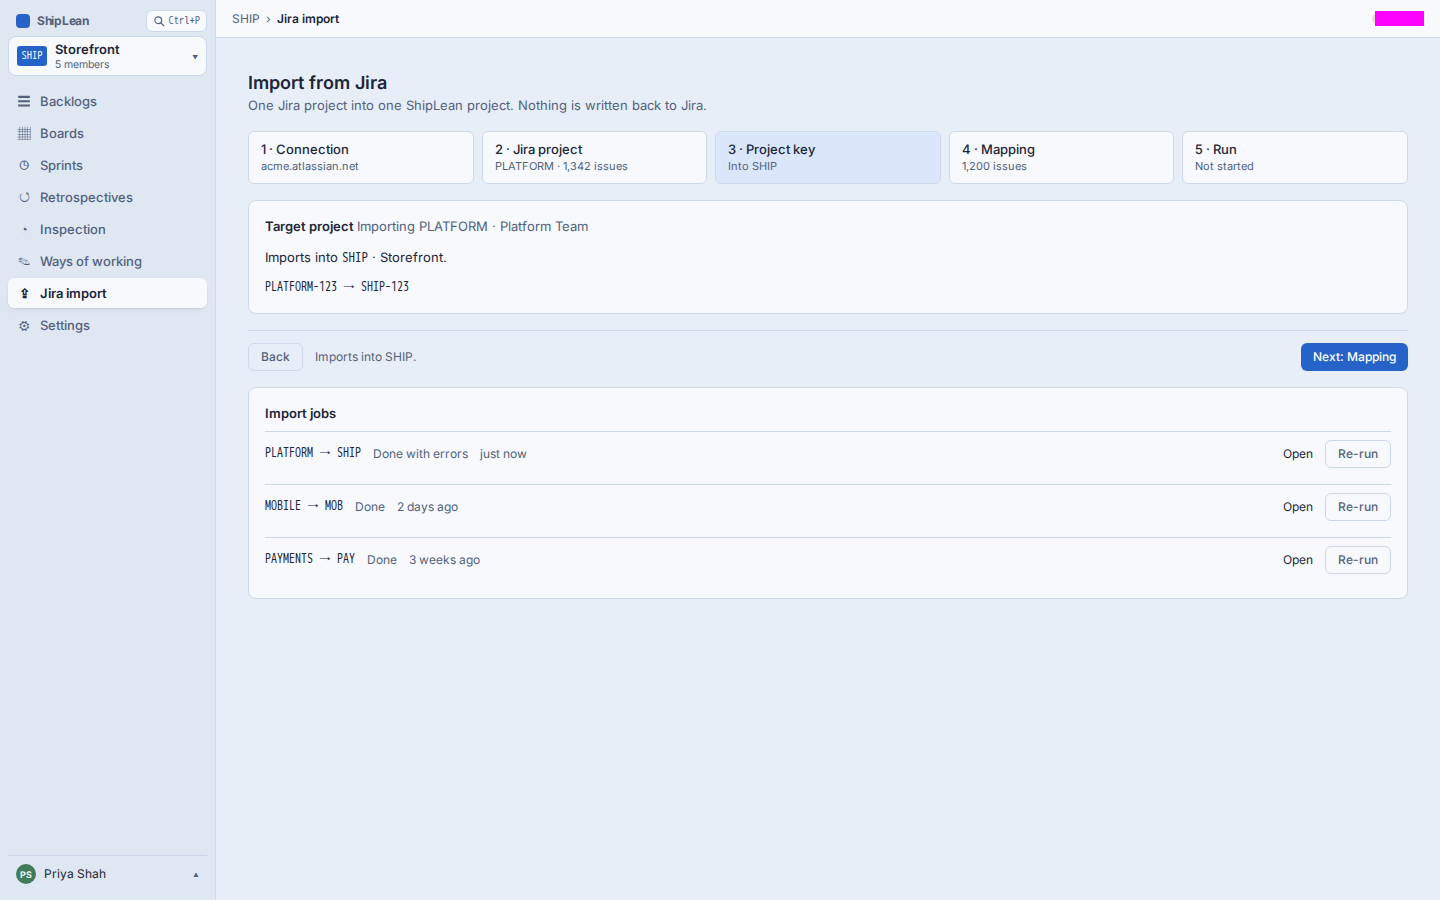 ShipLean
Ctrl+P
SHIP
Storefront
5 members
Backlogs
Boards
Sprints
Retrospectives
Inspection
Ways of working
Jira import
Settings
PS
Priya Shah
SHIP › Jira import
Import from Jira
One Jira project into one ShipLean project. Nothing is written back to Jira.
1 · Connection
acme.atlassian.net
2 · Jira project
PLATFORM · 1,342 issues
3 · Project key
Into SHIP
4 · Mapping
1,200 issues
5 · Run
Not started
Target project Importing PLATFORM · Platform Team
Imports into SHIP · Storefront.
PLATFORM-123 → SHIP-123
Back
Imports into SHIP.
Next: Mapping
Import jobs
PLATFORM → SHIP Done with errors just now Open Re-run
MOBILE → MOB Done 2 days ago Open Re-run
PAYMENTS → PAY Done 3 weeks ago Open Re-run